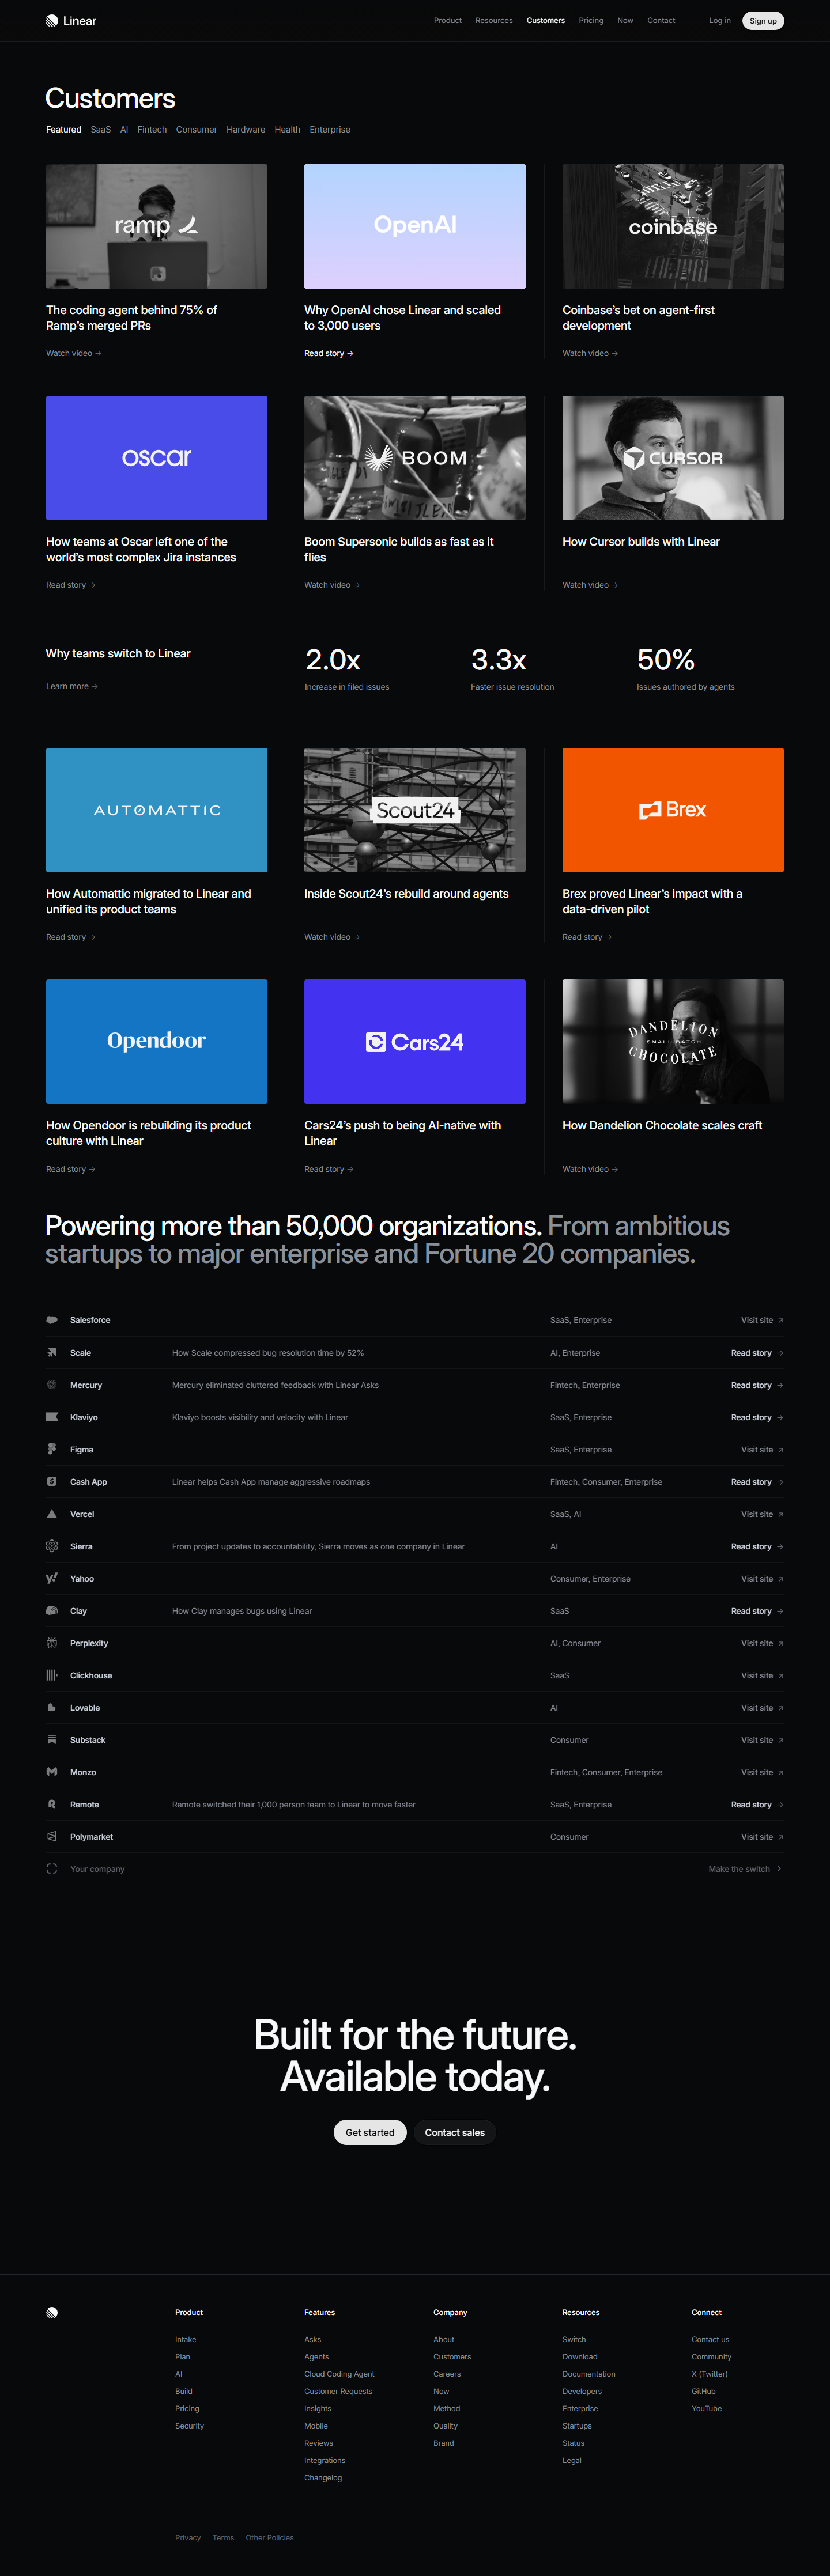 Linear
Product Resources Customers Pricing Now Contact Log in Sign up
Customers
Featured SaaS AI Fintech Consumer Hardware Health Enterprise
ramp
OpenAI
coinbase
The coding agent behind 75% of
Ramp's merged PRs
Watch video →
Why OpenAI chose Linear and scaled
to 3,000 users
Read story →
Coinbase's bet on agent-first
development
Watch video →
oscar
BOOM
CURSOR
How teams at Oscar left one of the
world's most complex Jira instances
Read story →
Boom Supersonic builds as fast as it
flies
Watch video →
How Cursor builds with Linear
Watch video →
Why teams switch to Linear
Learn more →
2.0x
Increase in filed issues
3.3x
Faster issue resolution
50%
Issues authored by agents
AUTOMATTIC
Scout24
Brex
How Automattic migrated to Linear and
unified its product teams
Read story →
Inside Scout24's rebuild around agents
Watch video →
Brex proved Linear's impact with a
data-driven pilot
Read story →
Opendoor
Cars24
DANDELION
SMALL-BATCH
CHOCOLATE
How Opendoor is rebuilding its product
culture with Linear
Read story →
Cars24's push to being AI-native with
Linear
Read story →
How Dandelion Chocolate scales craft
Watch video →
Powering more than 50,000 organizations. From ambitious
startups to major enterprise and Fortune 20 companies.
Salesforce SaaS, Enterprise Visit site ↗
Scale How Scale compressed bug resolution time by 52% AI, Enterprise Read story →
Mercury Mercury eliminated cluttered feedback with Linear Asks Fintech, Enterprise Read story →
Klaviyo Klaviyo boosts visibility and velocity with Linear SaaS, Enterprise Read story →
Figma SaaS, Enterprise Visit site ↗
Cash App Linear helps Cash App manage aggressive roadmaps Fintech, Consumer, Enterprise Read story →
Vercel SaaS, AI Visit site ↗
Sierra From project updates to accountability, Sierra moves as one company in Linear AI Read story →
Yahoo Consumer, Enterprise Visit site ↗
Clay How Clay manages bugs using Linear SaaS Read story →
Perplexity AI, Consumer Visit site ↗
Clickhouse SaaS Visit site ↗
Lovable AI Visit site ↗
Substack Consumer Visit site ↗
Monzo Fintech, Consumer, Enterprise Visit site ↗
Remote Remote switched their 1,000 person team to Linear to move faster SaaS, Enterprise Read story →
Polymarket Consumer Visit site ↗
Your company Make the switch >
Built for the future.
Available today.
Get started Contact sales
Product
Intake
Plan
AI
Build
Pricing
Security
Features
Asks
Agents
Cloud Coding Agent
Customer Requests
Insights
Mobile
Reviews
Integrations
Changelog
Company
About
Customers
Careers
Now
Method
Quality
Brand
Resources
Switch
Download
Documentation
Developers
Enterprise
Startups
Status
Legal
Connect
Contact us
Community
X (Twitter)
GitHub
YouTube
Privacy Terms Other Policies